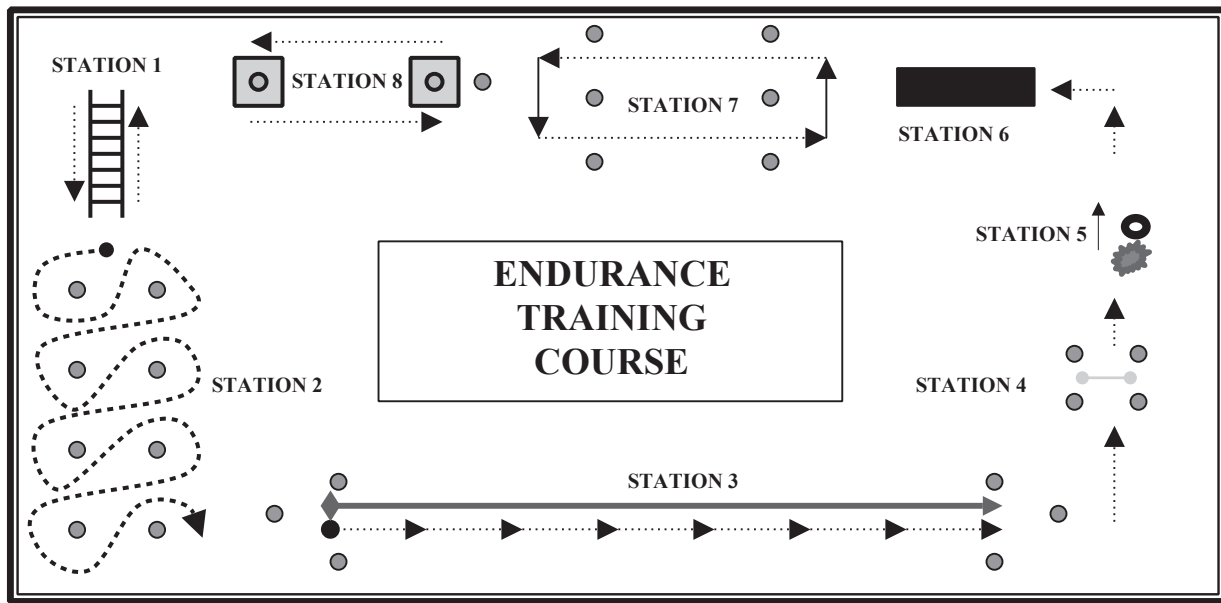 STATION 1
STATION 8
STATION 7
STATION 6
STATION 5
ENDURANCE
TRAINING
COURSE
STATION 2
STATION 4
STATION 3